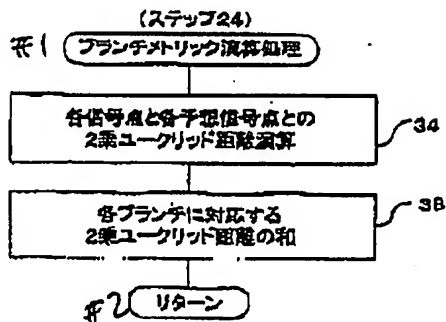 (ステップ24)
#1
ブランチメトリック演算処理
各信号点と各予想信号点との
2乗ユークリッド距離演算
34
各ブランチに対応する
2乗ユークリッド距離の和
38
#2
リターン